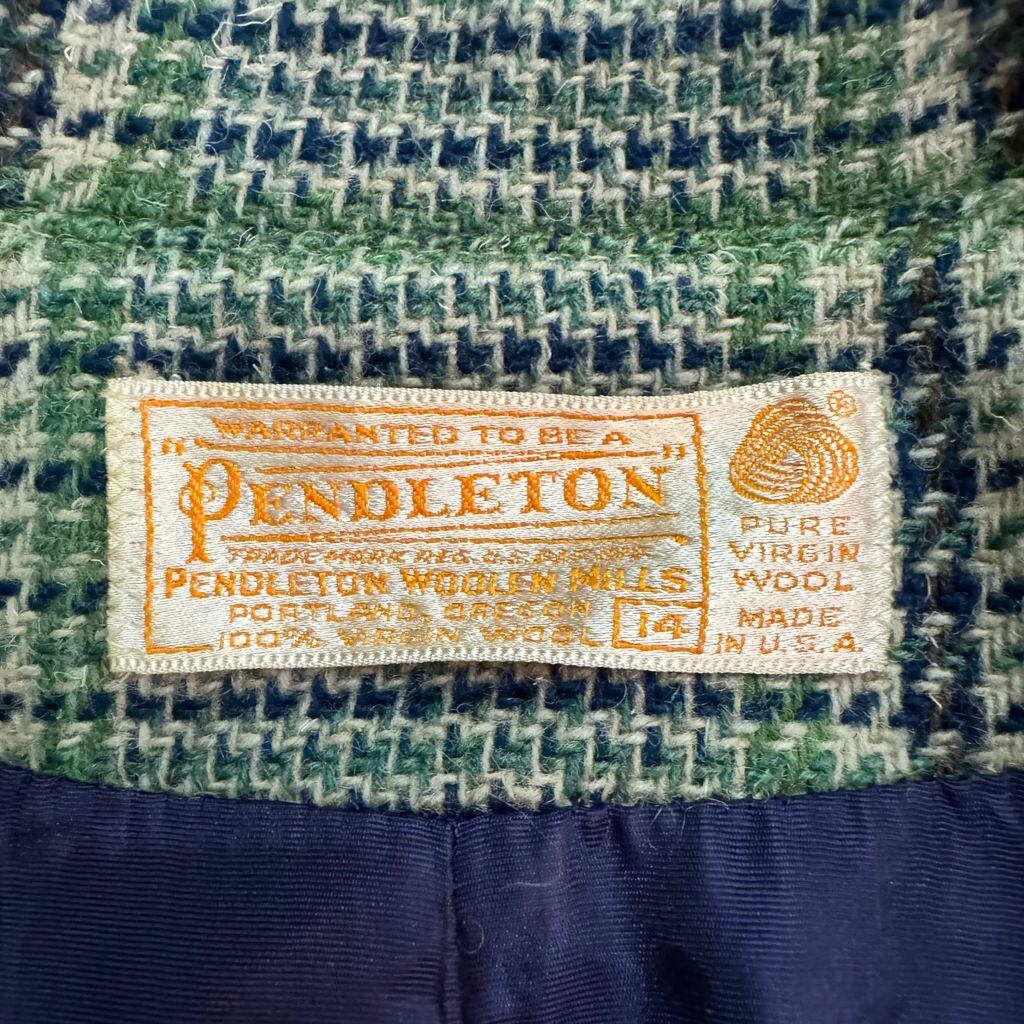 WARRANTED TO BE A
"PENDLETON"
TRADE MARK REG. U.S. PAT. OFF.
PENDLETON WOOLEN MILLS
PORTLAND, OREGON
100% VIRGIN WOOL
14
®
PURE
VIRGIN
WOOL
MADE
IN U.S.A.